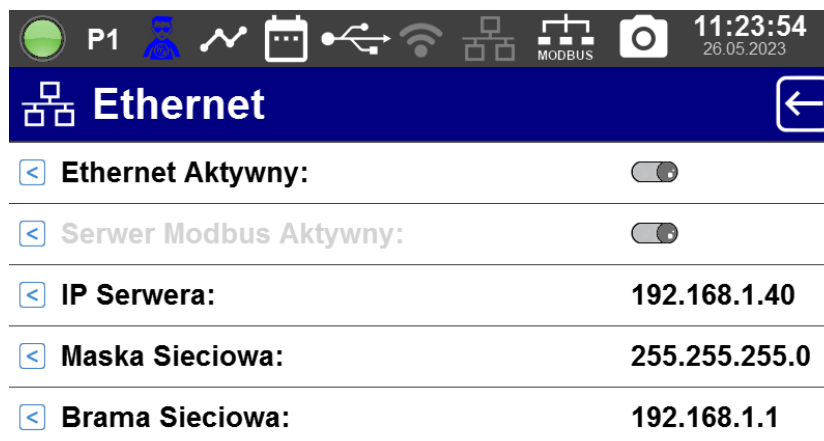 P1 MODBUS 11:23:54
26.05.2023
Ethernet
Ethernet Aktywny:
Serwer Modbus Aktywny:
IP Serwera: 192.168.1.40
Maska Sieciowa: 255.255.255.0
Brama Sieciowa: 192.168.1.1